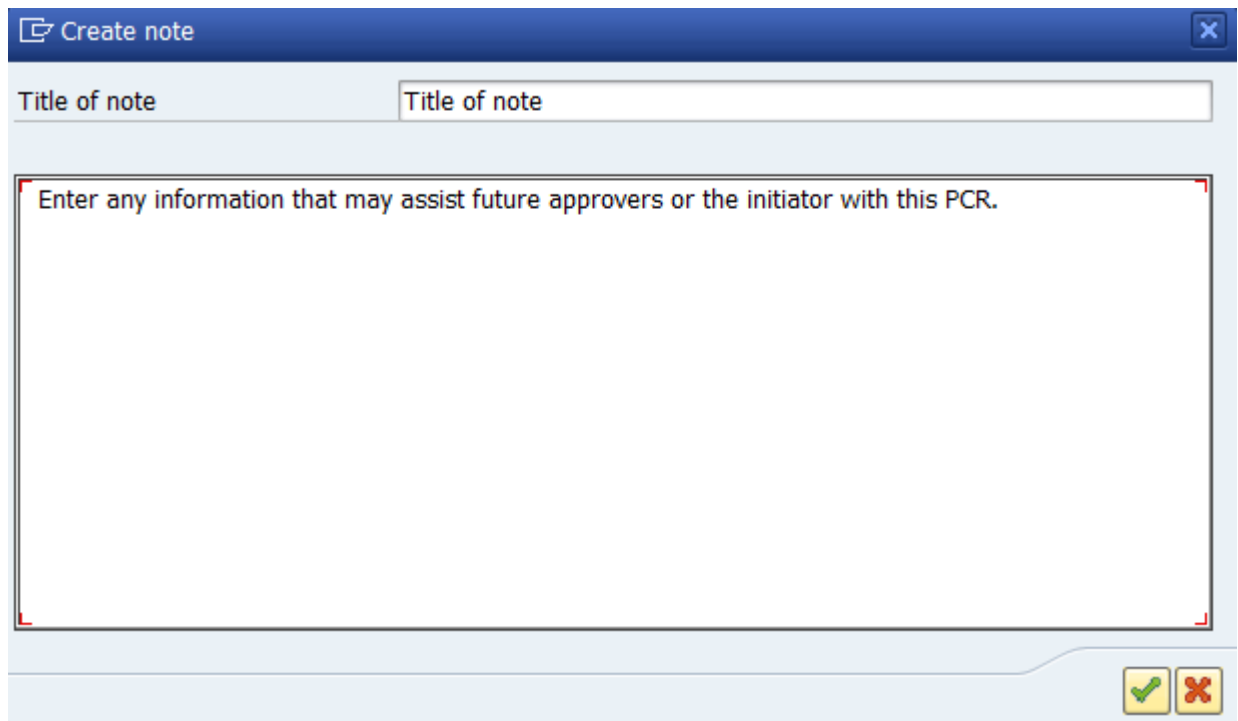 Create note
Title of note Title of note
Enter any information that may assist future approvers or the initiator with this PCR.